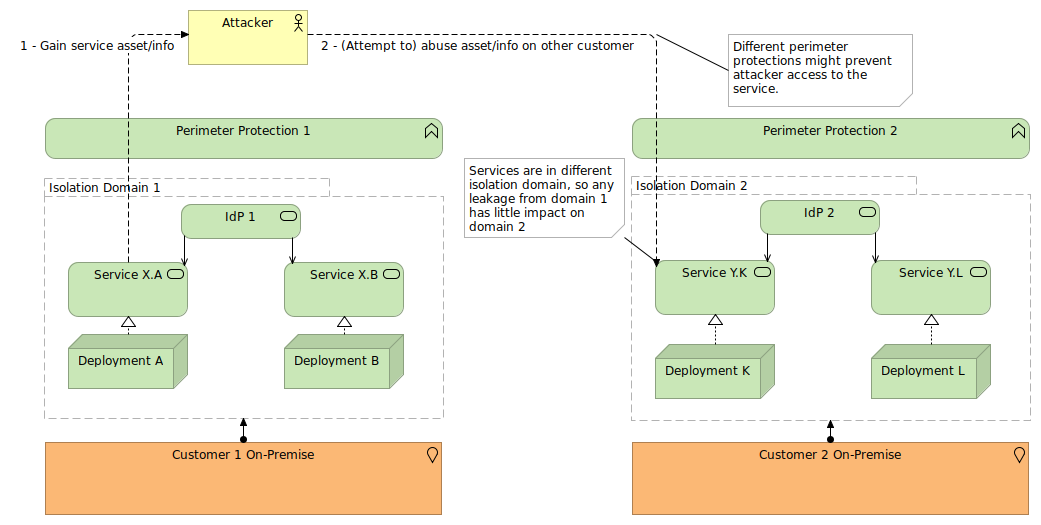 Attacker
1 - Gain service asset/info
2 - (Attempt to) abuse asset/info on other customer
Different perimeter
protections might prevent
attacker access to the
service.
Perimeter Protection 1
Perimeter Protection 2
Services are in different
isolation domain, so any
leakage from domain 1
has little impact on
domain 2
Isolation Domain 1
Isolation Domain 2
IdP 1
IdP 2
Service X.A
Service X.B
Service Y.K
Service Y.L
Deployment A
Deployment B
Deployment K
Deployment L
Customer 1 On-Premise
Customer 2 On-Premise